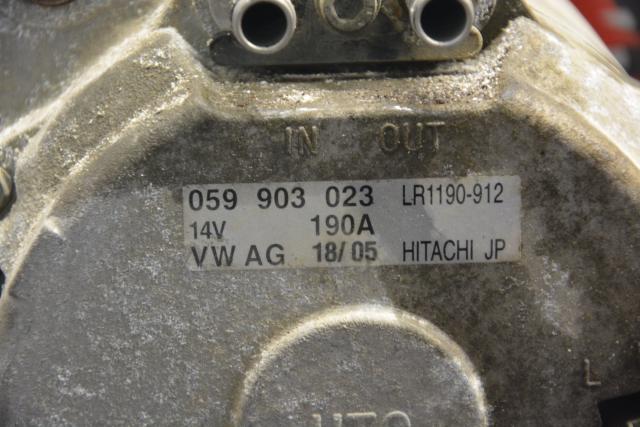 IN OUT
059 903 023 LR1190-912
14V 190A
VW AG 18/05 HITACHI JP
L